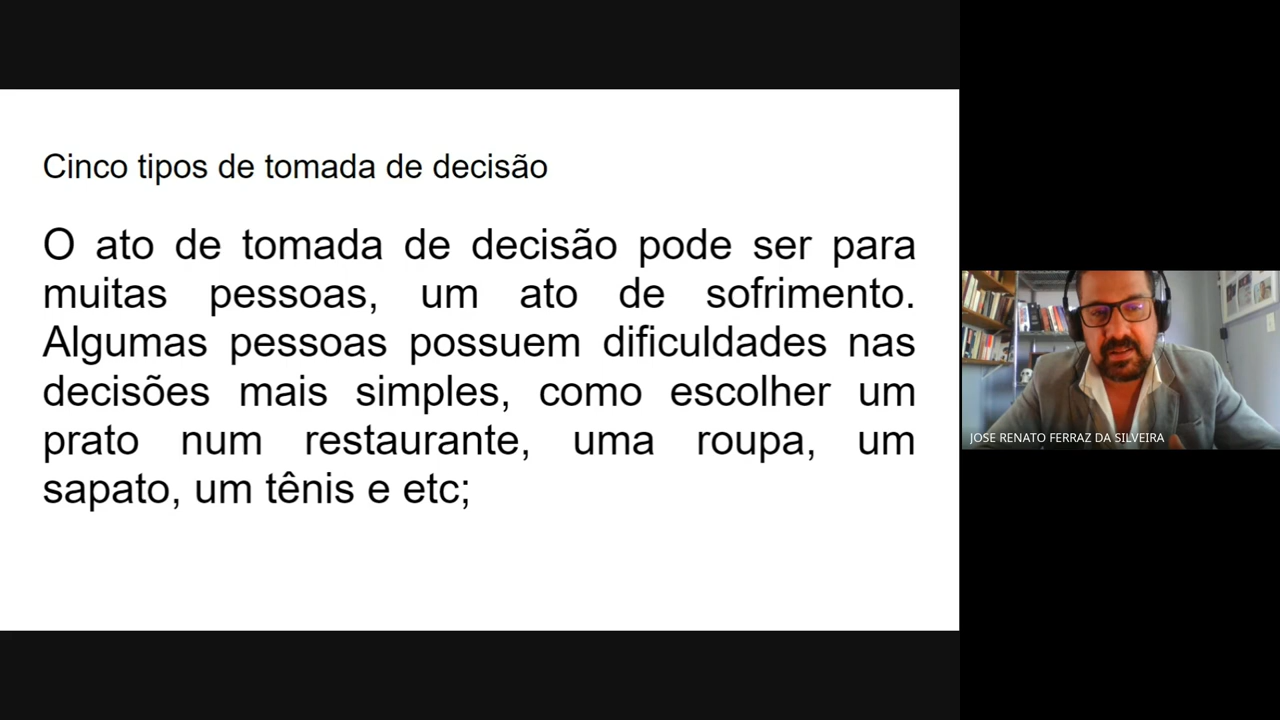 Cinco tipos de tomada de decisão
O ato de tomada de decisão pode ser para
muitas pessoas, um ato de sofrimento.
Algumas pessoas possuem dificuldades nas
decisões mais simples, como escolher um
prato num restaurante, uma roupa, um
sapato, um tênis e etc;
JOSE RENATO FERRAZ DA SILVEIRA